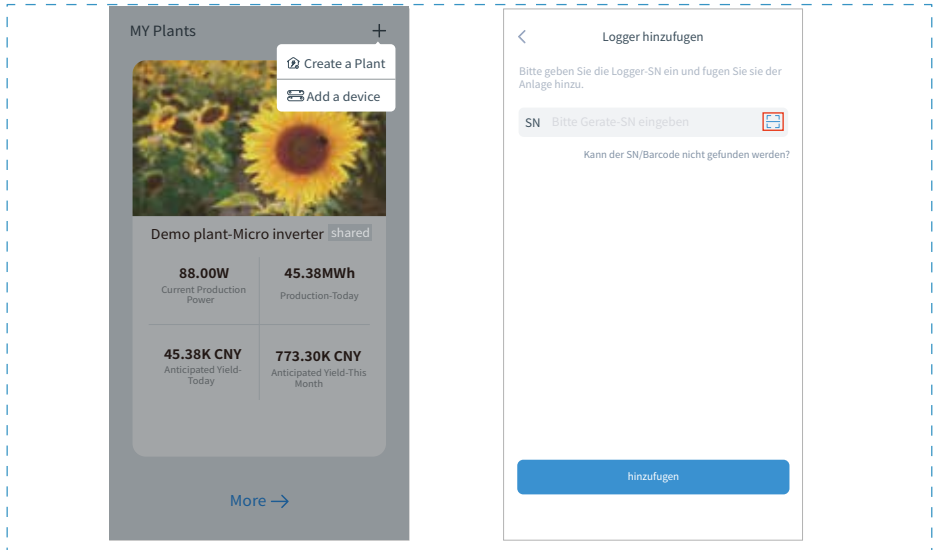 MY Plants
Create a Plant
Add a device
Demo plant-Micro inverter shared
88.00W
Current Production
Power
45.38MWh
Production-Today
45.38K CNY
Anticipated Yield-
Today
773.30K CNY
Anticipated Yield-This
Month
More
Logger hinzufugen
Bitte geben Sie die Logger-SN ein und fugen Sie sie der
Anlage hinzu.
SN Bitte Gerate-SN eingeben
Kann der SN/Barcode nicht gefunden werden?
hinzufugen